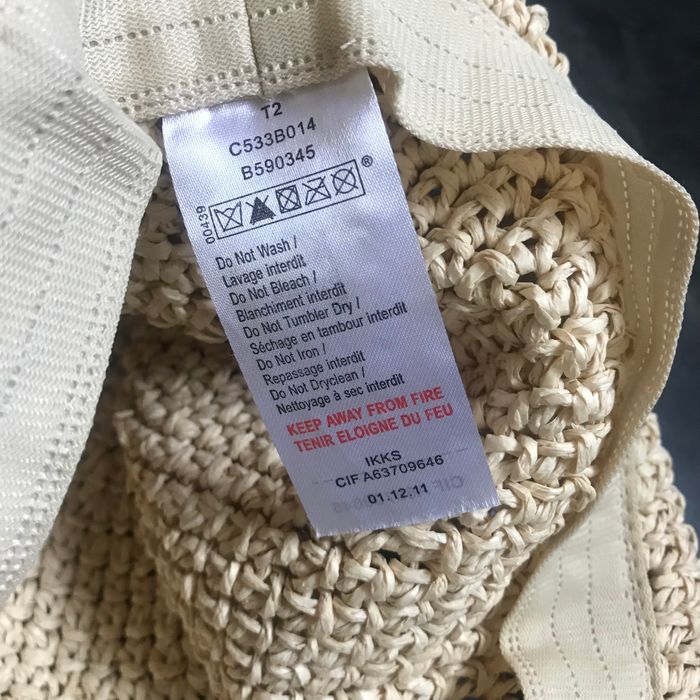 T2
C533B014
B590345
®
00439
Do Not Wash /
Lavage interdit
Do Not Bleach /
Blanchiment interdit
Do Not Tumbler Dry /
Séchage en tambour interdit
Do Not Iron /
Repassage interdit
Do Not Dryclean /
Nettoyage à sec interdit
KEEP AWAY FROM FIRE
TENIR ELOIGNE DU FEU
IKKS
CIF A63709646
01.12.11